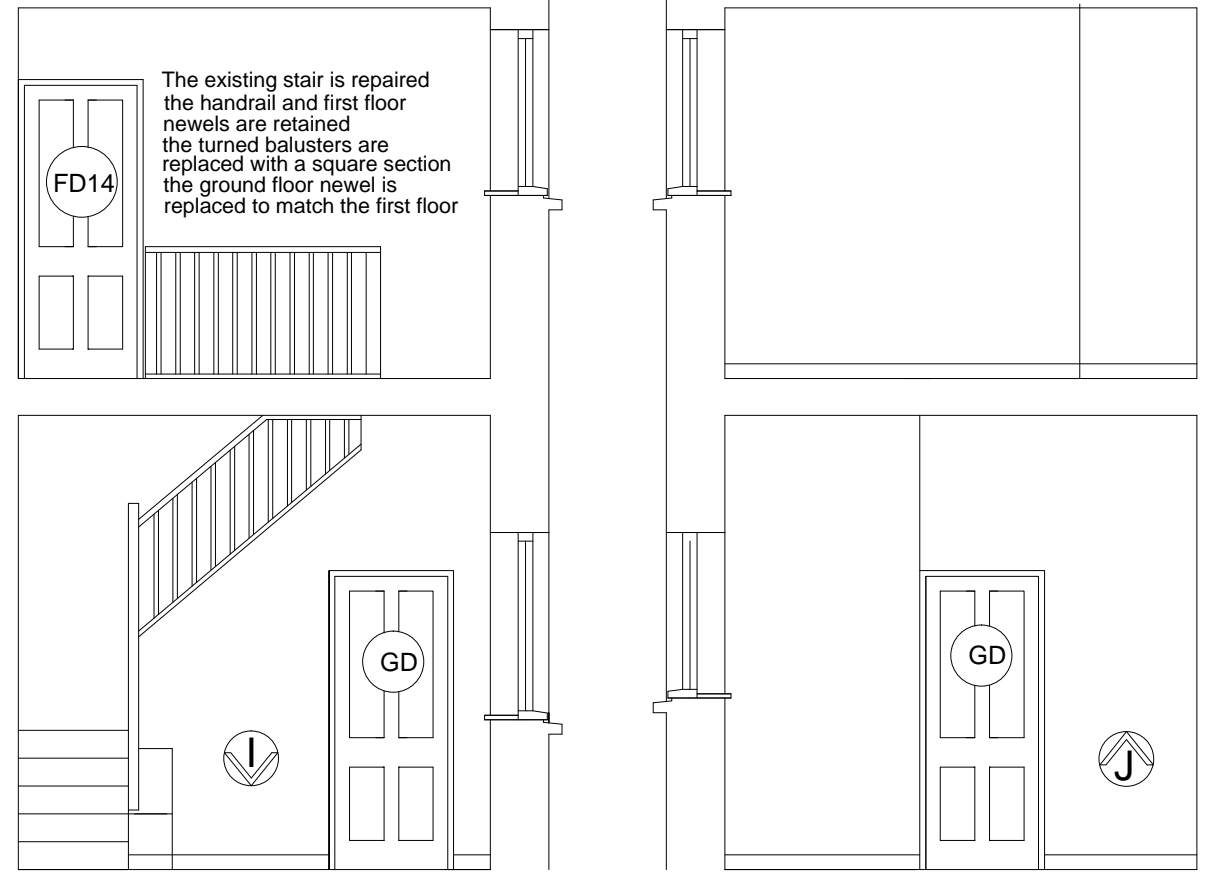 The existing stair is repaired
the handrail and first floor
newels are retained
the turned balusters are
replaced with a square section
the ground floor newel is
replaced to match the first floor
FD14
GD
I
GD
J